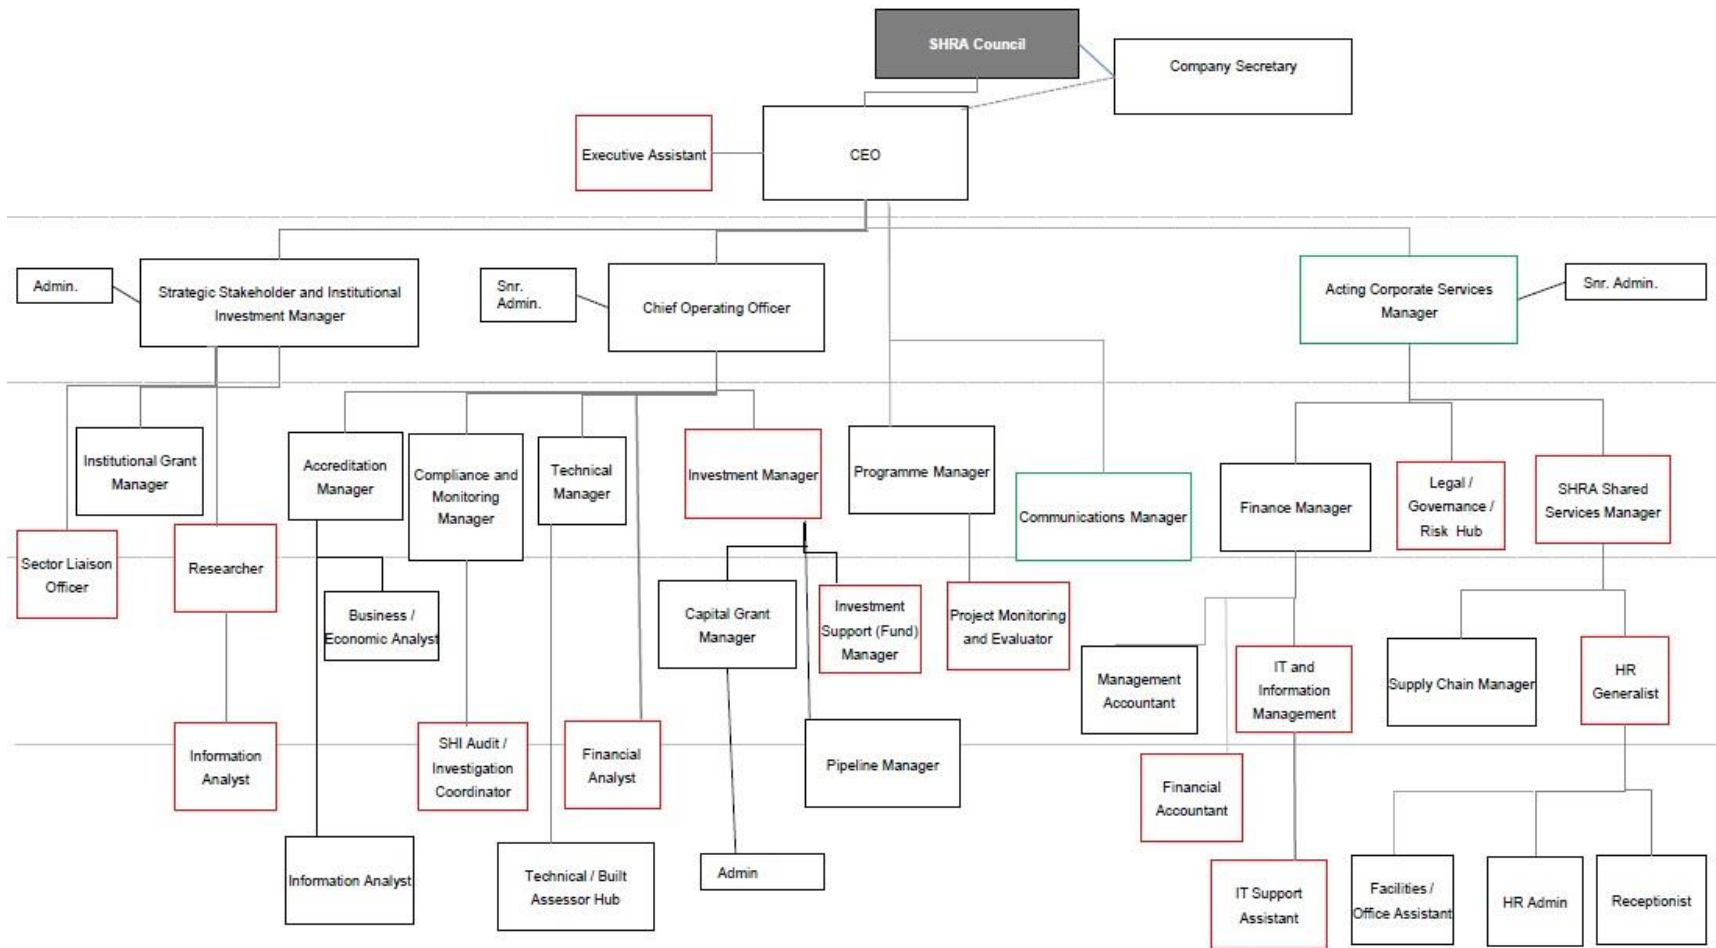 SHRA Council
Company Secretary
Executive Assistant
CEO
Admin.
Strategic Stakeholder and Institutional
Investment Manager
Snr.
Admin.
Chief Operating Officer
Acting Corporate Services
Manager
Snr. Admin.
Institutional Grant
Manager
Accreditation
Manager
Compliance and
Monitoring
Manager
Technical
Manager
Investment Manager
Programme Manager
Communications Manager
Finance Manager
Legal /
Governance /
Risk Hub
SHRA Shared
Services Manager
Sector Liaison
Officer
Researcher
Business /
Economic Analyst
Capital Grant
Manager
Investment
Support (Fund)
Manager
Project Monitoring
and Evaluator
Management
Accountant
IT and
Information
Management
Supply Chain Manager
HR
Generalist
Information
Analyst
SHI Audit /
Investigation
Coordinator
Financial
Analyst
Pipeline Manager
Financial
Accountant
Information Analyst
Technical / Built
Assessor Hub
Admin
IT Support
Assistant
Facilities /
Office Assistant
HR Admin
Receptionist